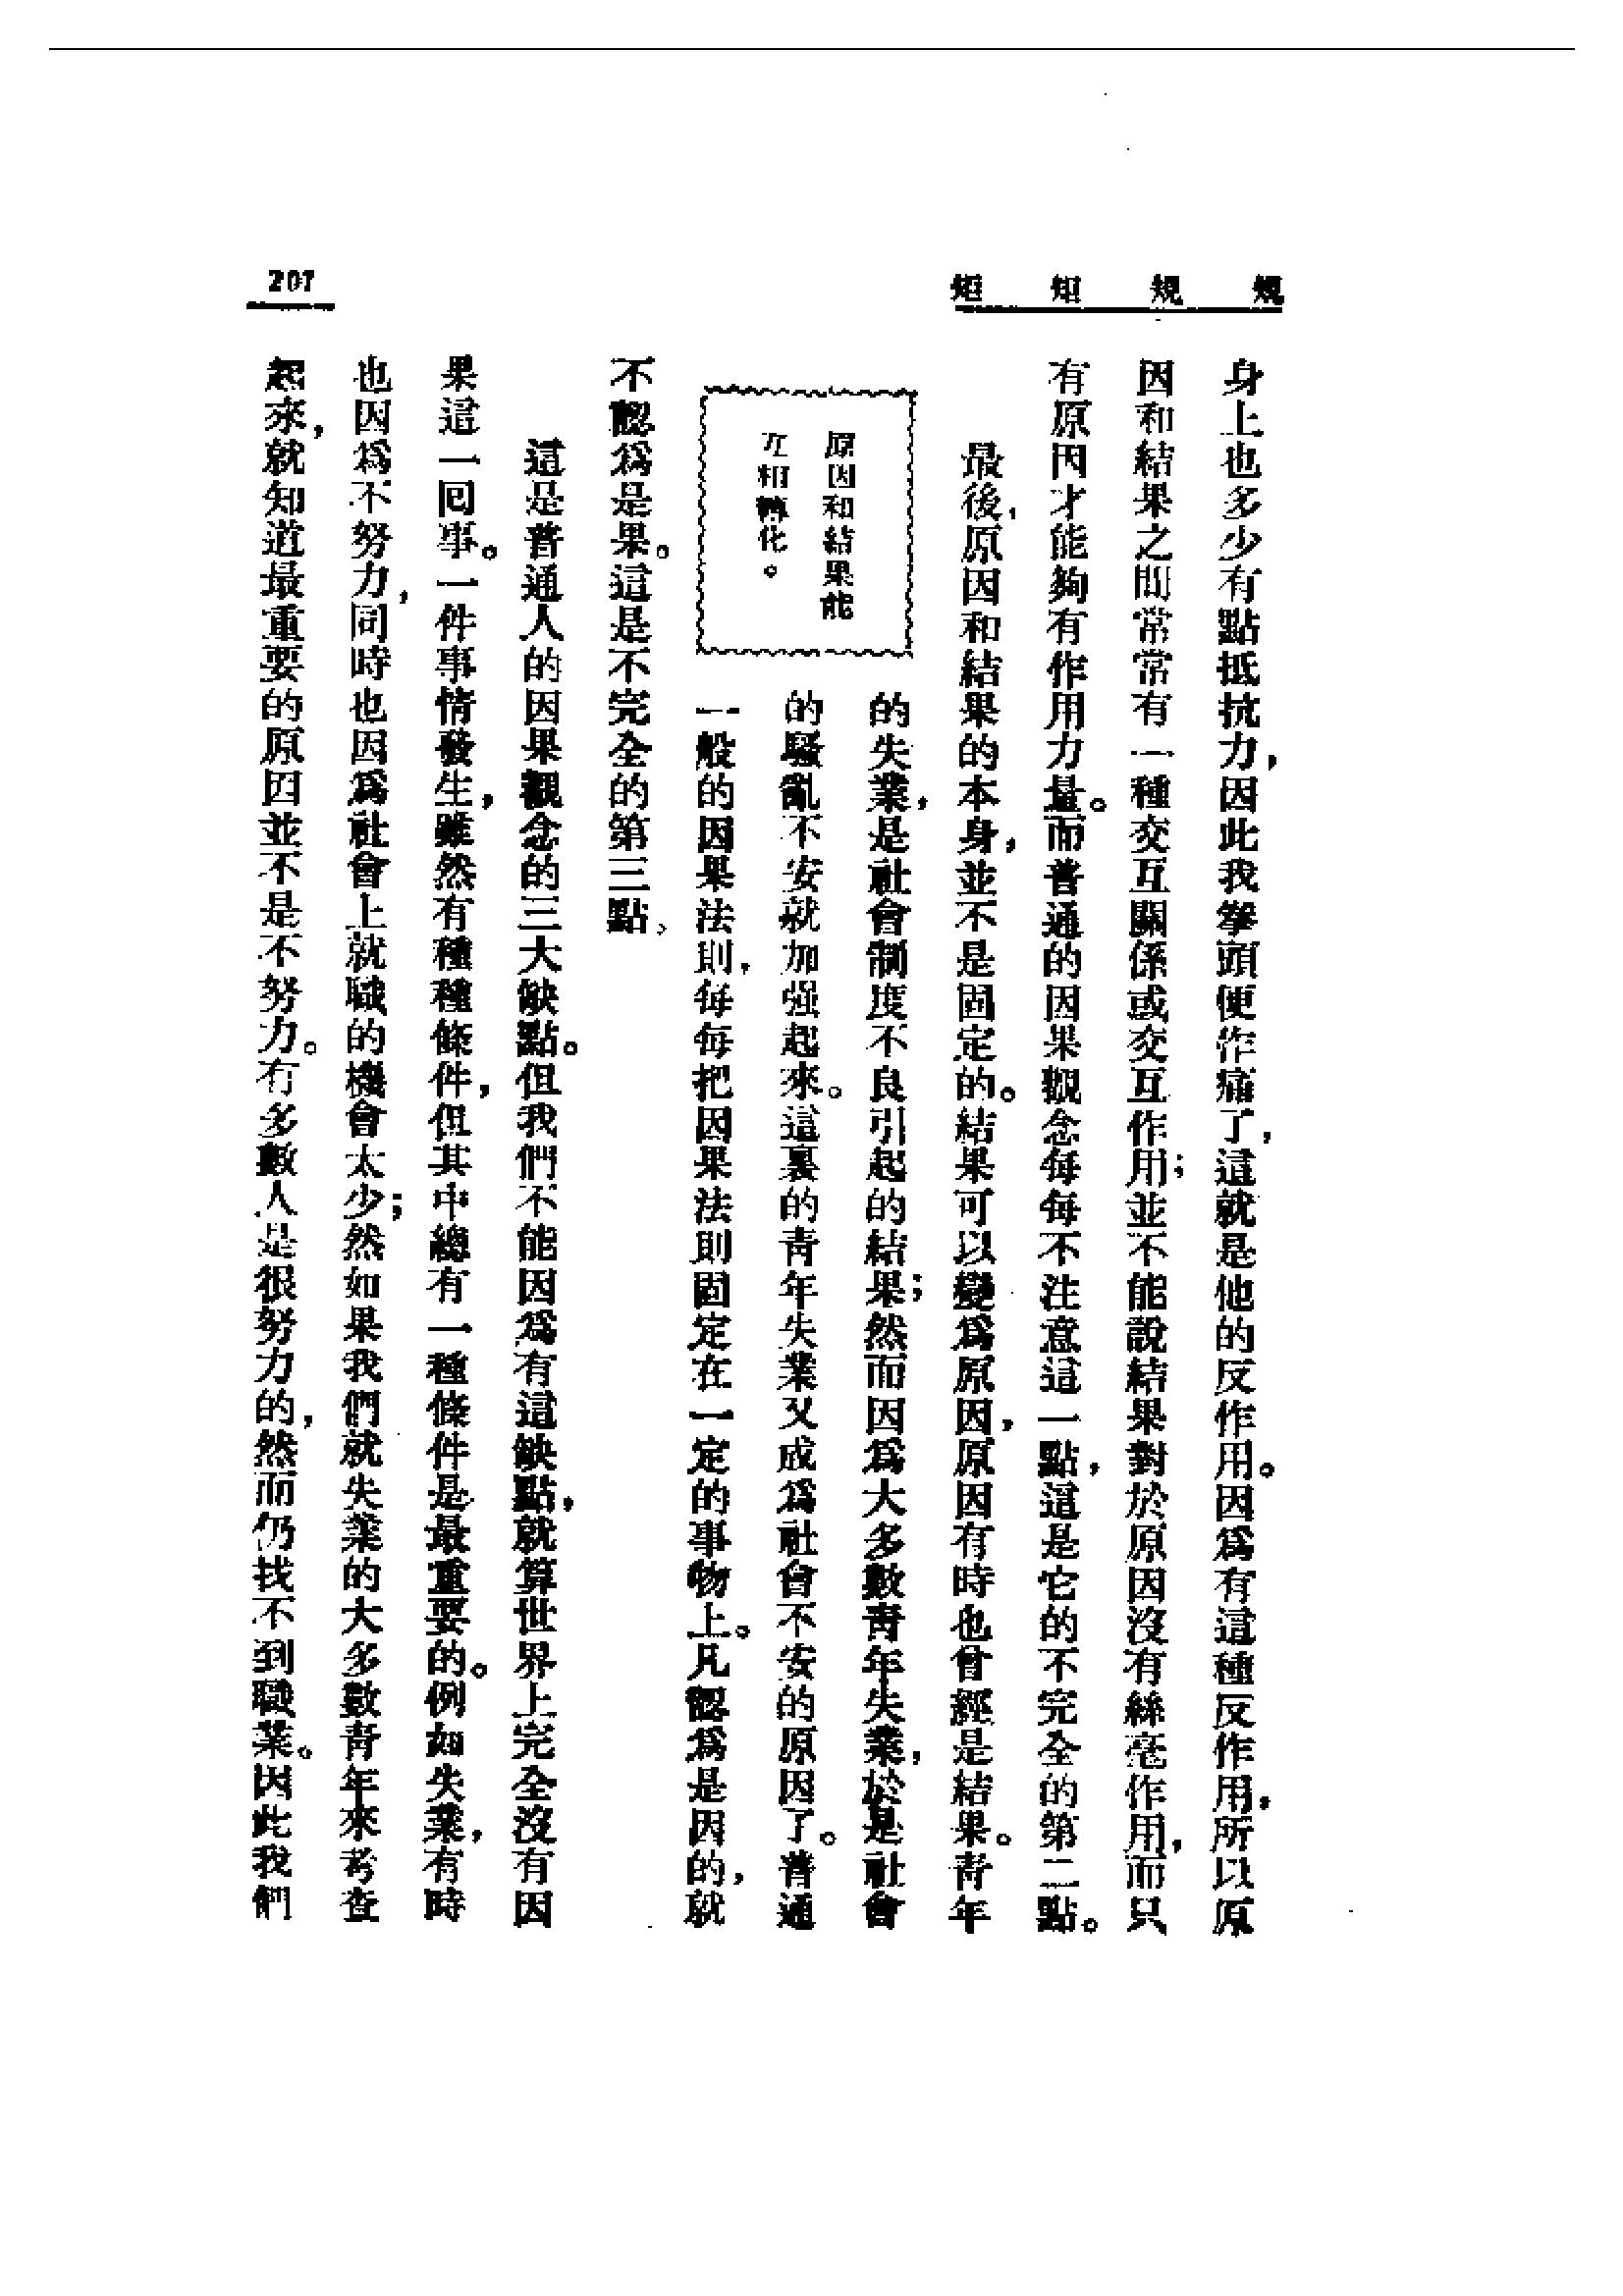 規規矩矩
207
身上也多少有點抵抗力，因此我拳頭便作痛了，這就是他的反作用。因爲有這種反作用，所以原
因和結果之間常常有一種交互關係或交互作用；並不能說結果對於原因沒有絲毫作用，而只
有原因才能夠有作用力量。而普通的因果觀念每每不注意這一點，這是它的不完全的第二點。
最後，原因和結果的本身，並不是固定的。結果可以變爲原因，原因有時也曾經是結果。青年
原因和結果能
互相轉化。
的失業，是社會制度不良引起的結果；然而因爲大多數靑年失業，於是社會
的騷亂不安就加强起來。這裏的靑年失業又成爲社會不安的原因了。普通
一般的因果法則，每每把因果法則固定在一定的事物上。凡認爲是因的，就
不認爲是果。這是不完全的第三點、
這是普通人的因果觀念的三大缺點。但我們不能因爲有這缺點，就算世界上完全沒有因
果這一囘事。一件事情發生，雖然有種種條件，但其中總有一種條件是最重要的。例如失業，有時
也因爲不努力，同時也因爲社會上就職的機會太少；然如果我們就失業的大多數靑年來考查
起來，就知道最重要的原因並不是不努力。有多數人是很努力的，然而仍找不到職業。因此我們